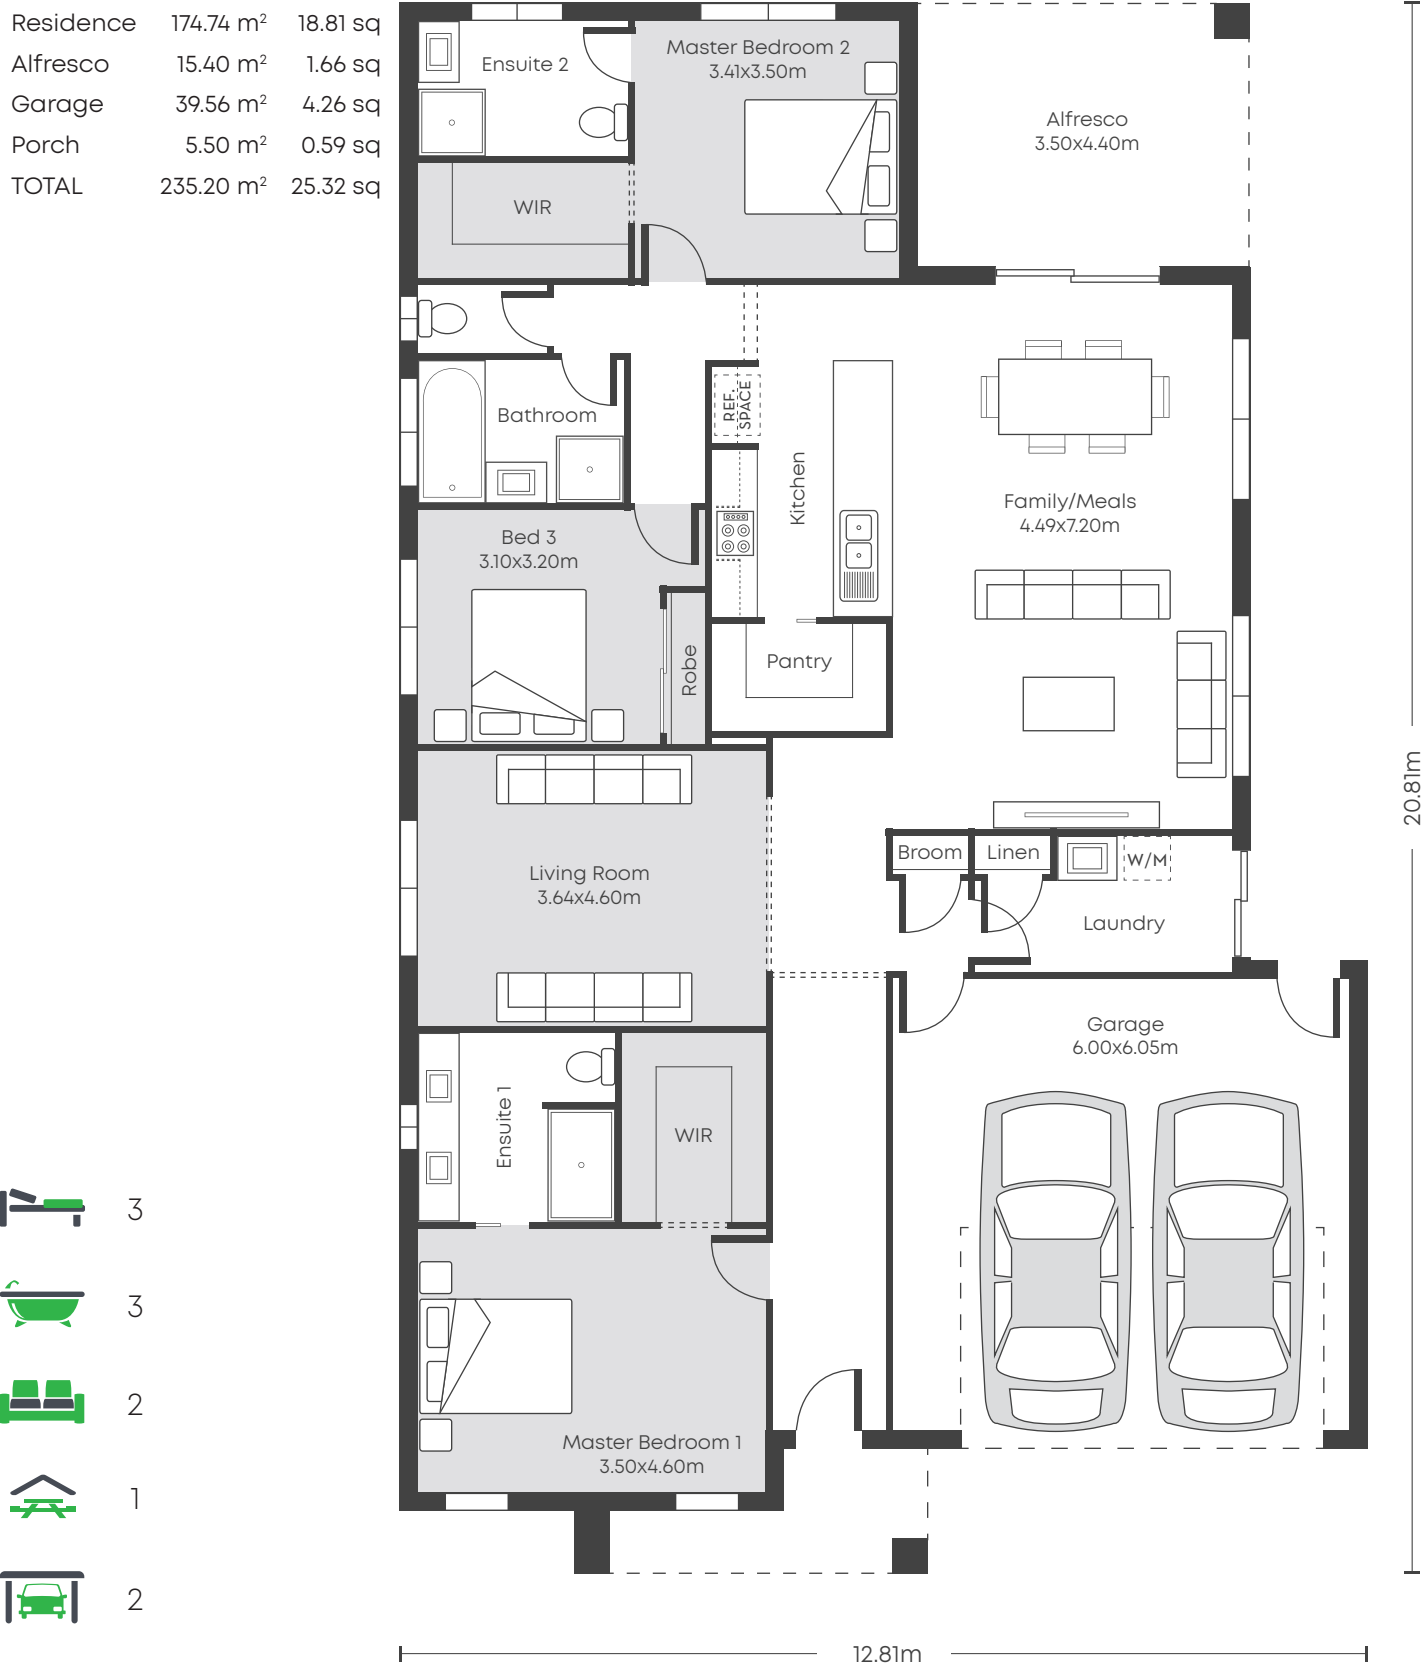 Residence 174.74 m² 18.81 sq
Alfresco 15.40 m² 1.66 sq
Garage 39.56 m² 4.26 sq
Porch 5.50 m² 0.59 sq
TOTAL 235.20 m² 25.32 sq
Ensuite 2
Master Bedroom 2
3.41x3.50m
Alfresco
3.50x4.40m
WIR
REF.
SPACE
Bathroom
Kitchen
Family/Meals
4.49x7.20m
Bed 3
3.10x3.20m
Robe
Pantry
20.81m
Living Room
3.64x4.60m
Broom
Linen
W/M
Laundry
Garage
6.00x6.05m
Ensuite 1
WIR
3
3
2
1
2
Master Bedroom 1
3.50x4.60m
12.81m